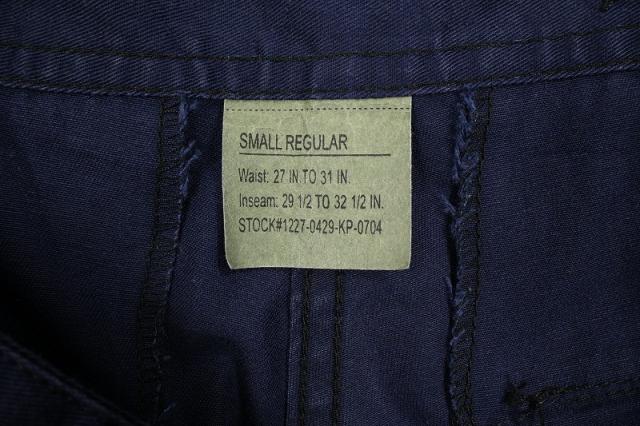 SMALL REGULAR
Waist: 27 IN TO 31 IN.
Inseam: 29 1/2 TO 32 1/2 IN.
STOCK#1227-0429-KP-0704